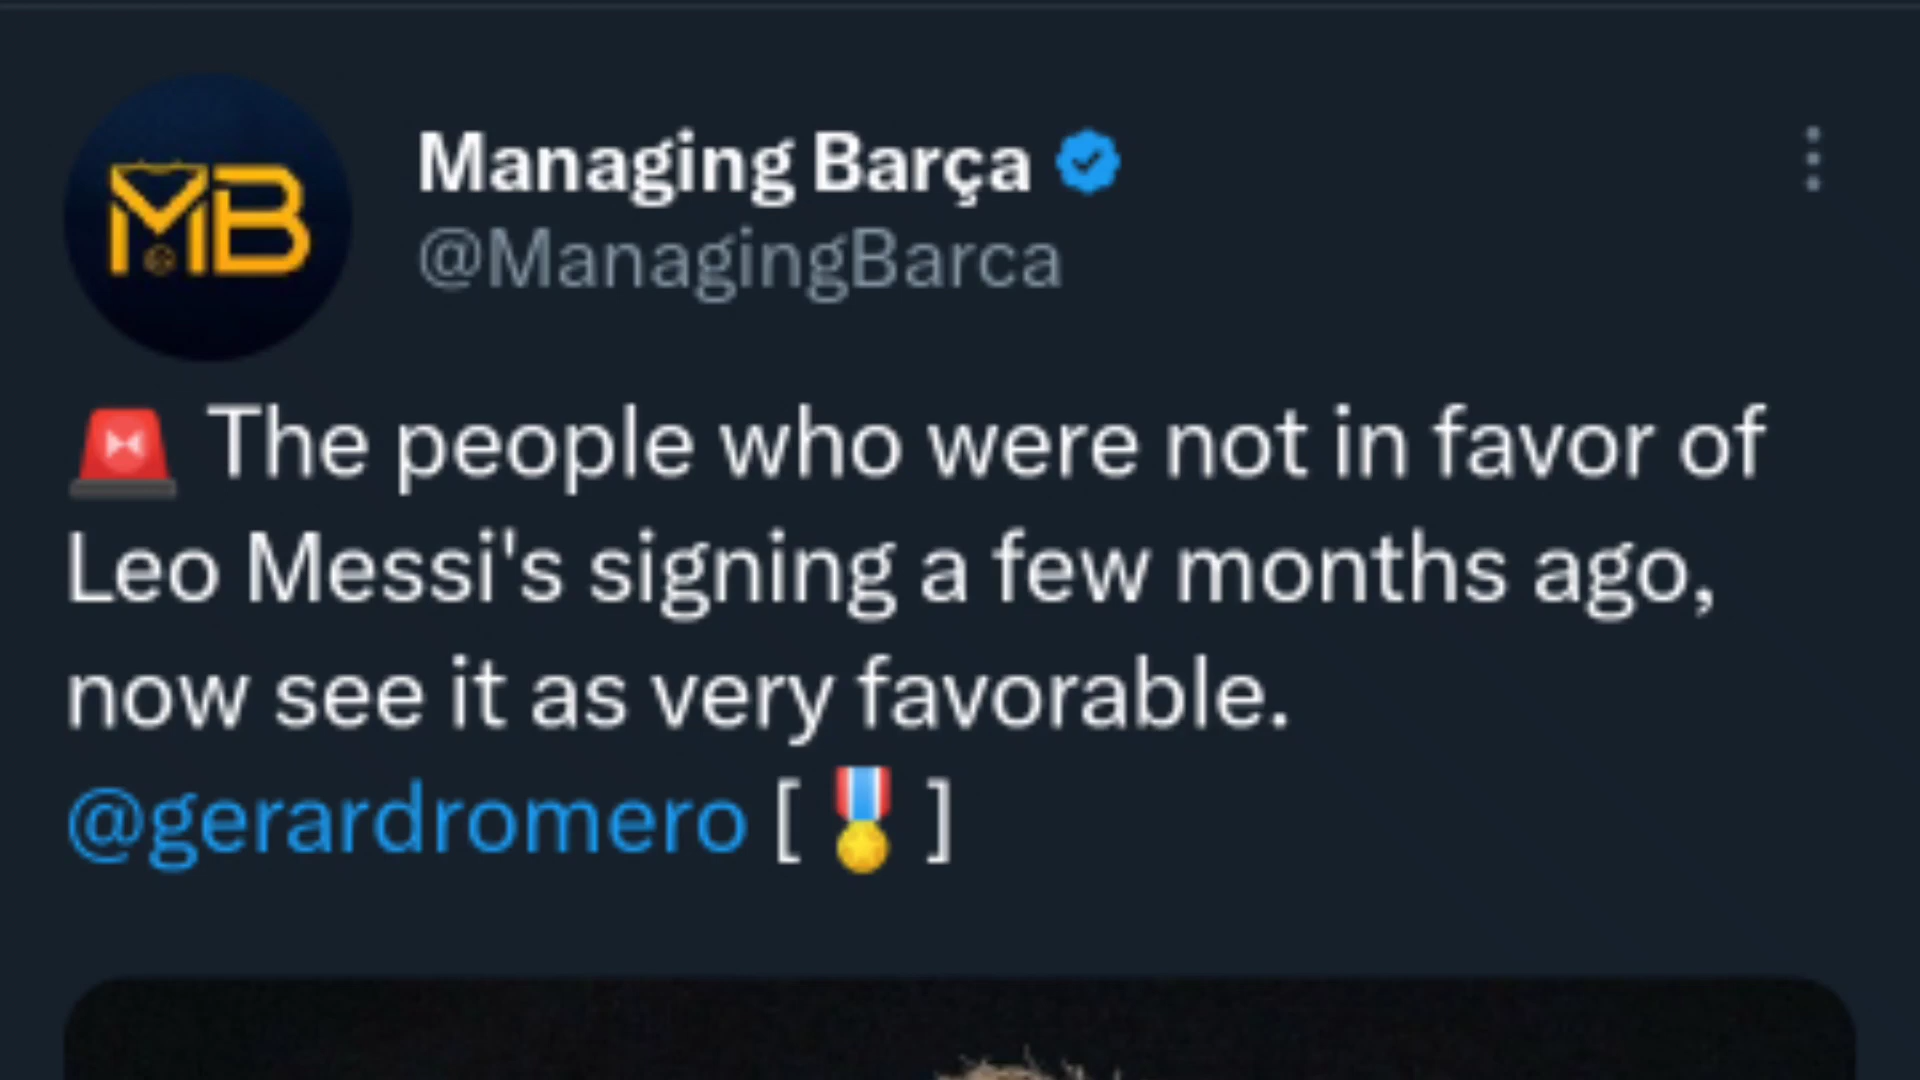 MB
Managing Barça
@ManagingBarca
🚨 The people who were not in favor of
Leo Messi's signing a few months ago,
now see it as very favorable.
@gerardromero [🎖️]